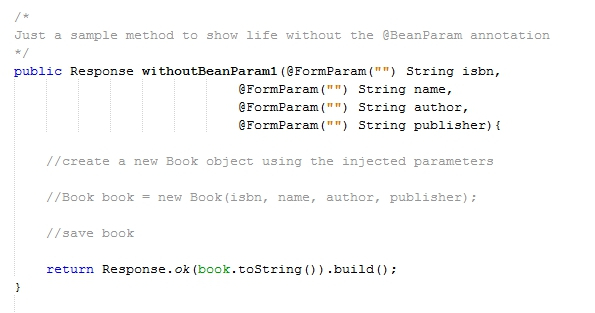 /*
Just a sample method to show life without the @BeanParam annotation
*/
public Response withoutBeanParam1(@FormParam("") String isbn,
@FormParam("") String name,
@FormParam("") String author,
@FormParam("") String publisher){
//create a new Book object using the injected parameters
//Book book = new Book(isbn, name, author, publisher);
//save book
return Response.ok(book.toString()).build();
}